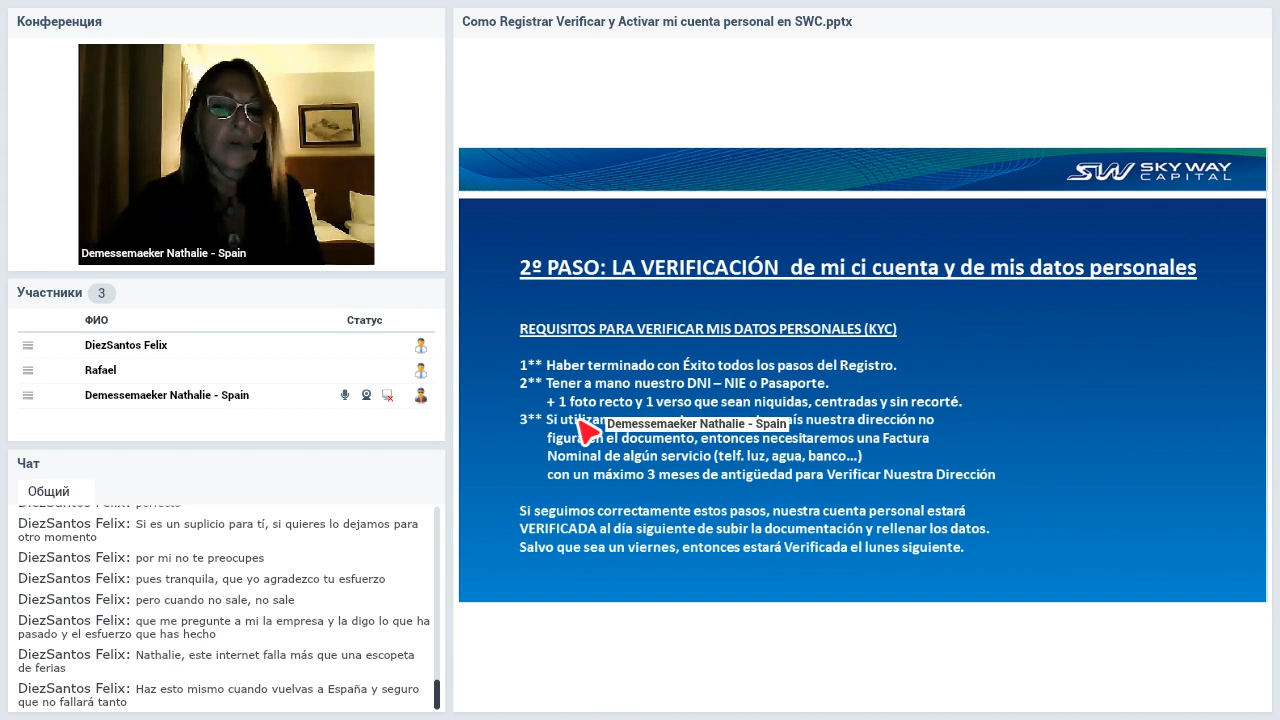 Конференция
Demessemaeker Nathalie - Spain
Участники 3
ФИО Статус
DiezSantos Felix
Rafael
Demessemaeker Nathalie - Spain
Чат
Общий
DiezSantos Felix: perfecto
DiezSantos Felix: Si es un suplicio para tí, si quieres lo dejamos para
otro momento
DiezSantos Felix: por mi no te preocupes
DiezSantos Felix: pues tranquila, que yo agradezco tu esfuerzo
DiezSantos Felix: pero cuando no sale, no sale
DiezSantos Felix: que me pregunte a mi la empresa y la digo lo que ha
pasado y el esfuerzo que has hecho
DiezSantos Felix: Nathalie, este internet falla más que una escopeta
de ferias
DiezSantos Felix: Haz esto mismo cuando vuelvas a España y seguro
que no fallará tanto
Como Registrar Verificar y Activar mi cuenta personal en SWC.pptx
SW SKY WAY
CAPITAL
2º PASO: LA VERIFICACIÓN de mi ci cuenta y de mis datos personales
REQUISITOS PARA VERIFICAR MIS DATOS PERSONALES (KYC)
1** Haber terminado con Éxito todos los pasos del Registro.
2** Tener a mano nuestro DNI – NIE o Pasaporte.
+ 1 foto recto y 1 verso que sean niquidas, centradas y sin recorté.
3** Si nuestra dirección no
Demessemaeker Nathalie - Spain
en el documento, entonces necesitaremos una Factura
Nominal de algún servicio (telf. luz, agua, banco...)
con un máximo 3 meses de antigüedad para Verificar Nuestra Dirección
Si seguimos correctamente estos pasos, nuestra cuenta personal estará
VERIFICADA al día siguiente de subir la documentación y rellenar los datos.
Salvo que sea un viernes, entonces estará Verificada el lunes siguiente.